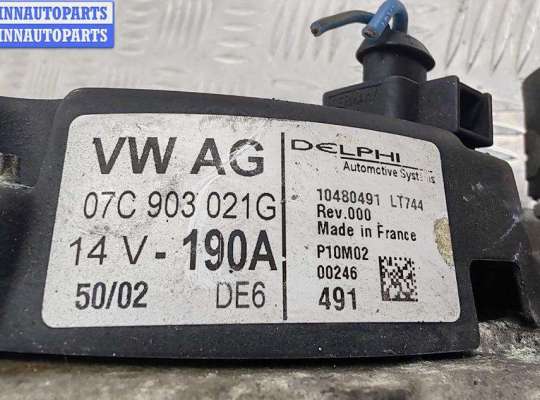 INNAUTOPARTS
INNAUTOPARTS
INNAUTOPARTS
VW AG
07C 903 021G
14 V - 190A
50/02 DE6
DELPHI
Automotive Systems
10480491 LT744
Rev.000
Made in France
P10M02
00246
491